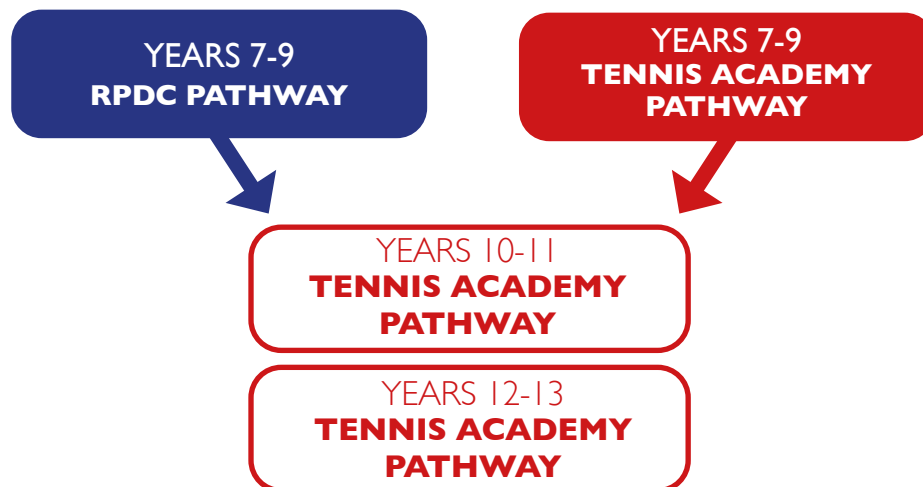 YEARS 7-9
RPDC PATHWAY
YEARS 7-9
TENNIS ACADEMY
PATHWAY
YEARS 10-11
TENNIS ACADEMY
PATHWAY
YEARS 12-13
TENNIS ACADEMY
PATHWAY